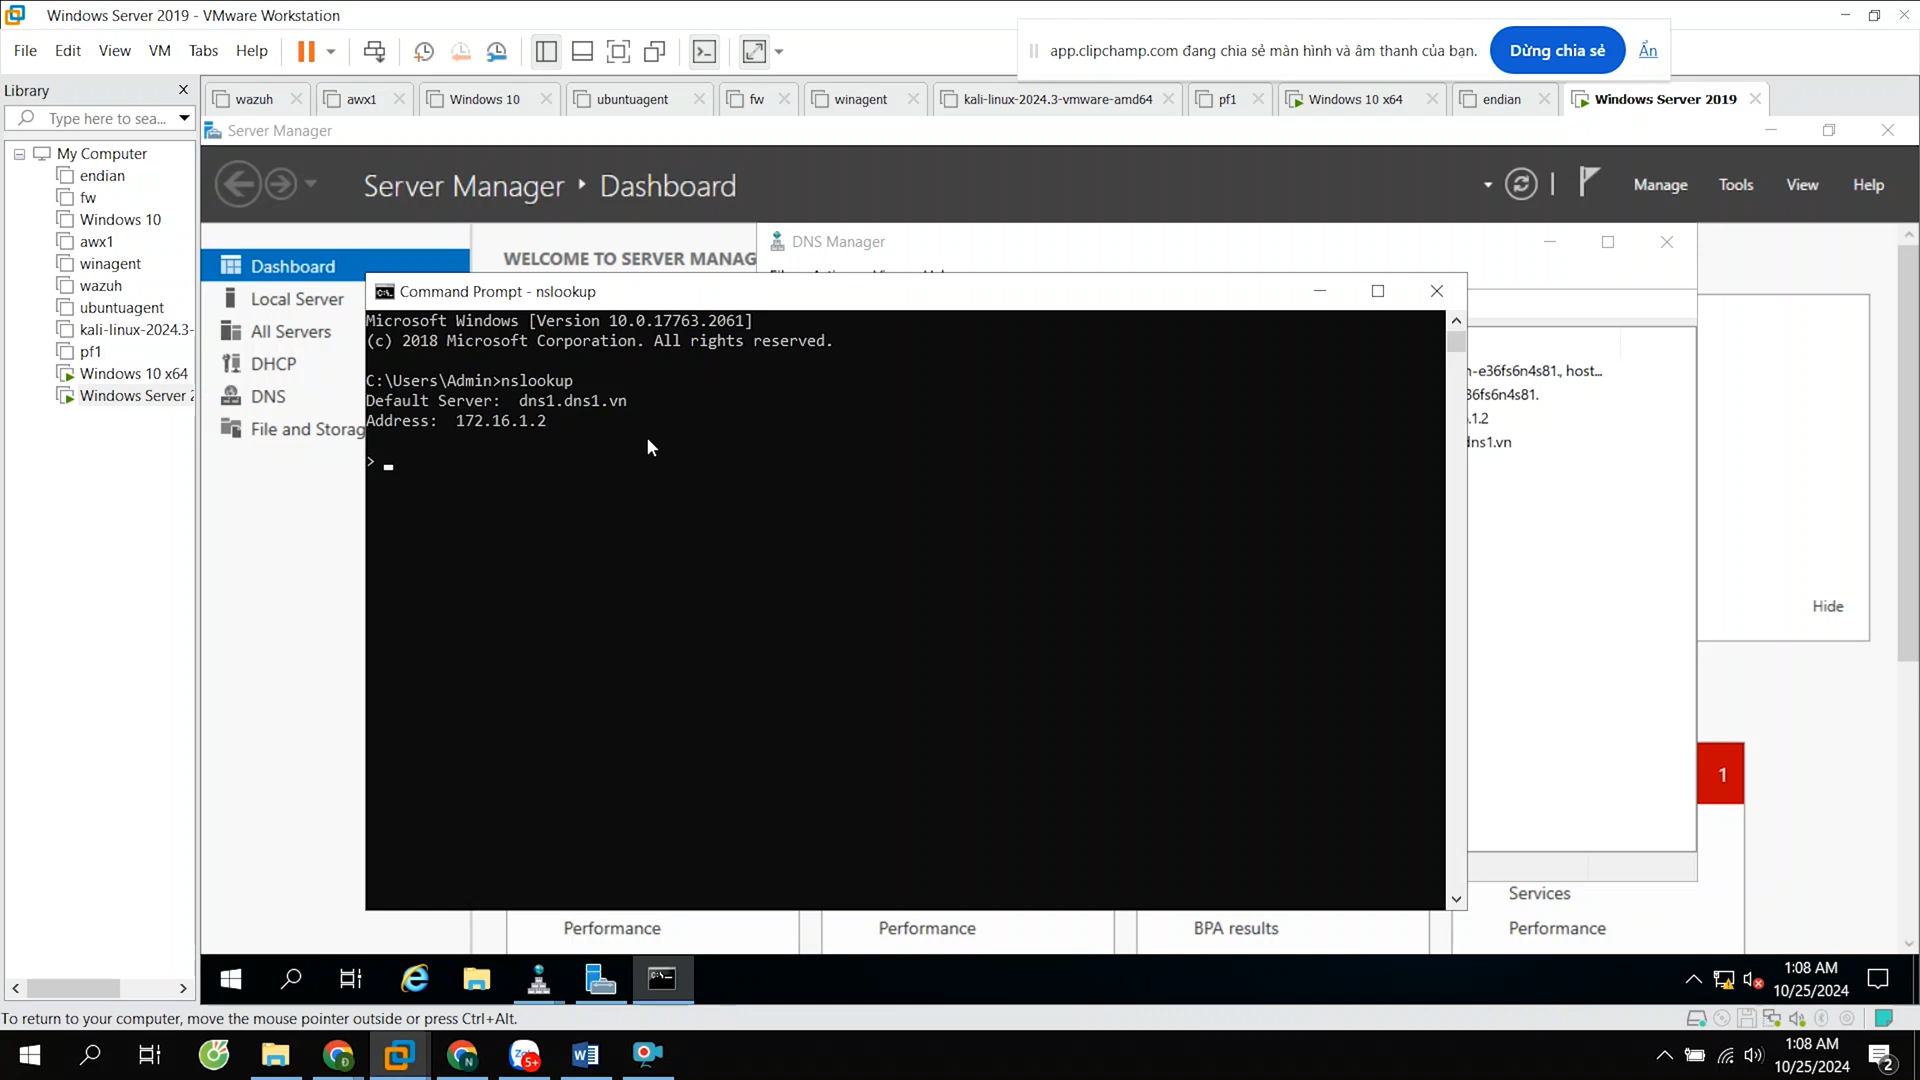 Windows Server 2019 - VMware Workstation
File Edit View VM Tabs Help
app.clipchamp.com đang chia sẻ màn hình và âm thanh của bạn. Dừng chia sẻ Ẩn
Library
Type here to sea...
My Computer
endian
fw
Windows 10
awx1
winagent
wazuh
ubuntuagent
kali-linux-2024.3-
pf1
Windows 10 x64
Windows Server 2
wazuh awx1 Windows 10 ubuntuagent fw winagent kali-linux-2024.3-vmware-amd64 pf1 Windows 10 x64 endian Windows Server 2019
Server Manager
Server Manager Dashboard
Manage Tools View Help
Dashboard
Local Server
All Servers
DHCP
DNS
File and Storag
WELCOME TO SERVER MANAG
DNS Manager
Command Prompt - nslookup
Microsoft Windows [Version 10.0.17763.2061]
(c) 2018 Microsoft Corporation. All rights reserved.
C:\Users\Admin>nslookup
Default Server:  dns1.dns1.vn
Address:  172.16.1.2
>
n-e36fs6n4s81., host...
36fs6n4s81.
.1.2
dns1.vn
Hide
1
Services
Performance Performance BPA results Performance
1:08 AM
10/25/2024
To return to your computer, move the mouse pointer outside or press Ctrl+Alt.
5+
1:08 AM
10/25/2024
2